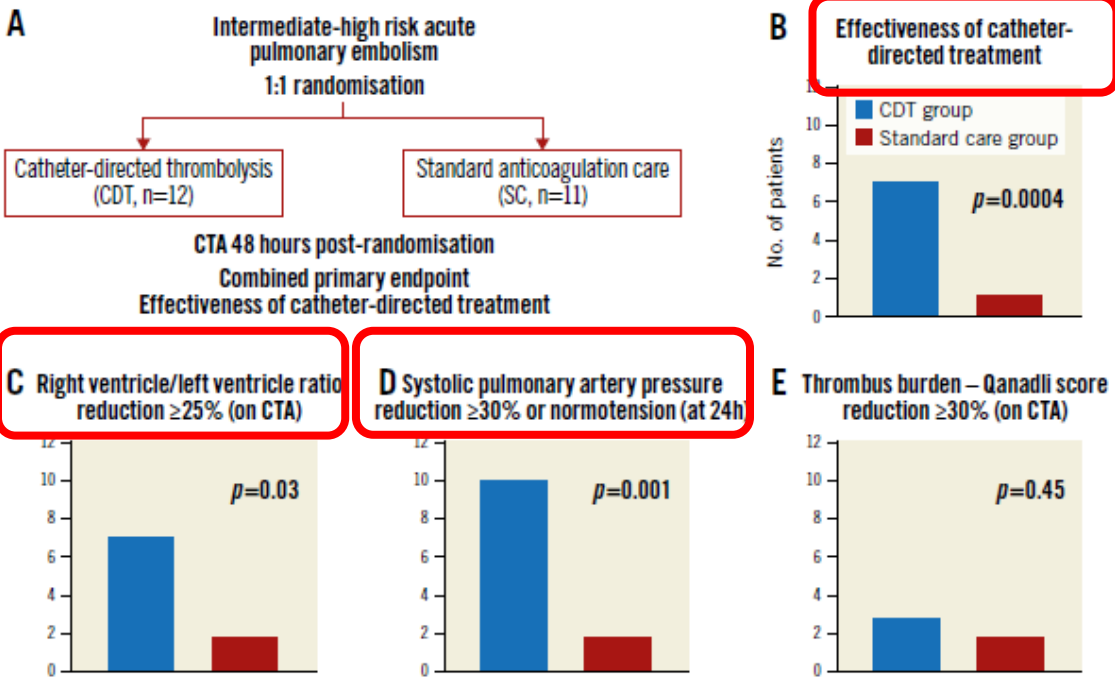 A
Intermediate-high risk acute
pulmonary embolism
1:1 randomisation
Catheter-directed thrombolysis
(CDT, n=12)
Standard anticoagulation care
(SC, n=11)
CTA 48 hours post-randomisation
Combined primary endpoint
Effectiveness of catheter-directed treatment
B
Effectiveness of catheter-
directed treatment
No. of patients
12
10
8
6
4
2
0
CDT group
Standard care group
p=0.0004
C Right ventricle/left ventricle ratio
reduction ≥25% (on CTA)
12
10
8
6
4
2
0
p=0.03
D Systolic pulmonary artery pressure
reduction ≥30% or normotension (at 24h)
12
10
8
6
4
2
0
p=0.001
E Thrombus burden – Qanadli score
reduction ≥30% (on CTA)
12
10
8
6
4
2
0
p=0.45